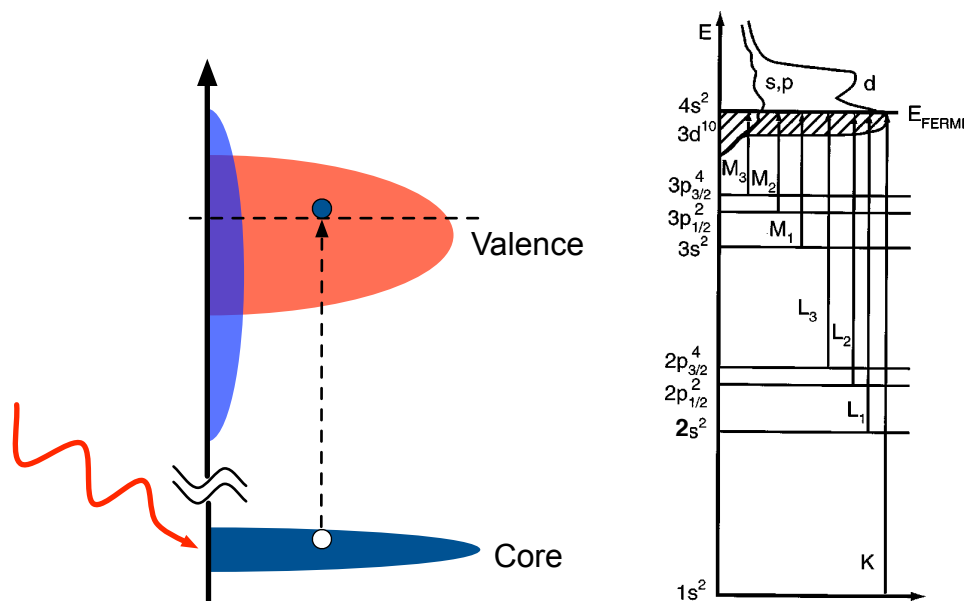 Valence
Core
E
s,p
d
4s²
E_FERMI
3d¹⁰
M₃
M₂
3p⁴₃/₂
3p²₁/₂
M₁
3s²
L₃
L₂
2p⁴₃/₂
2p²₁/₂
L₁
2s²
K
1s²